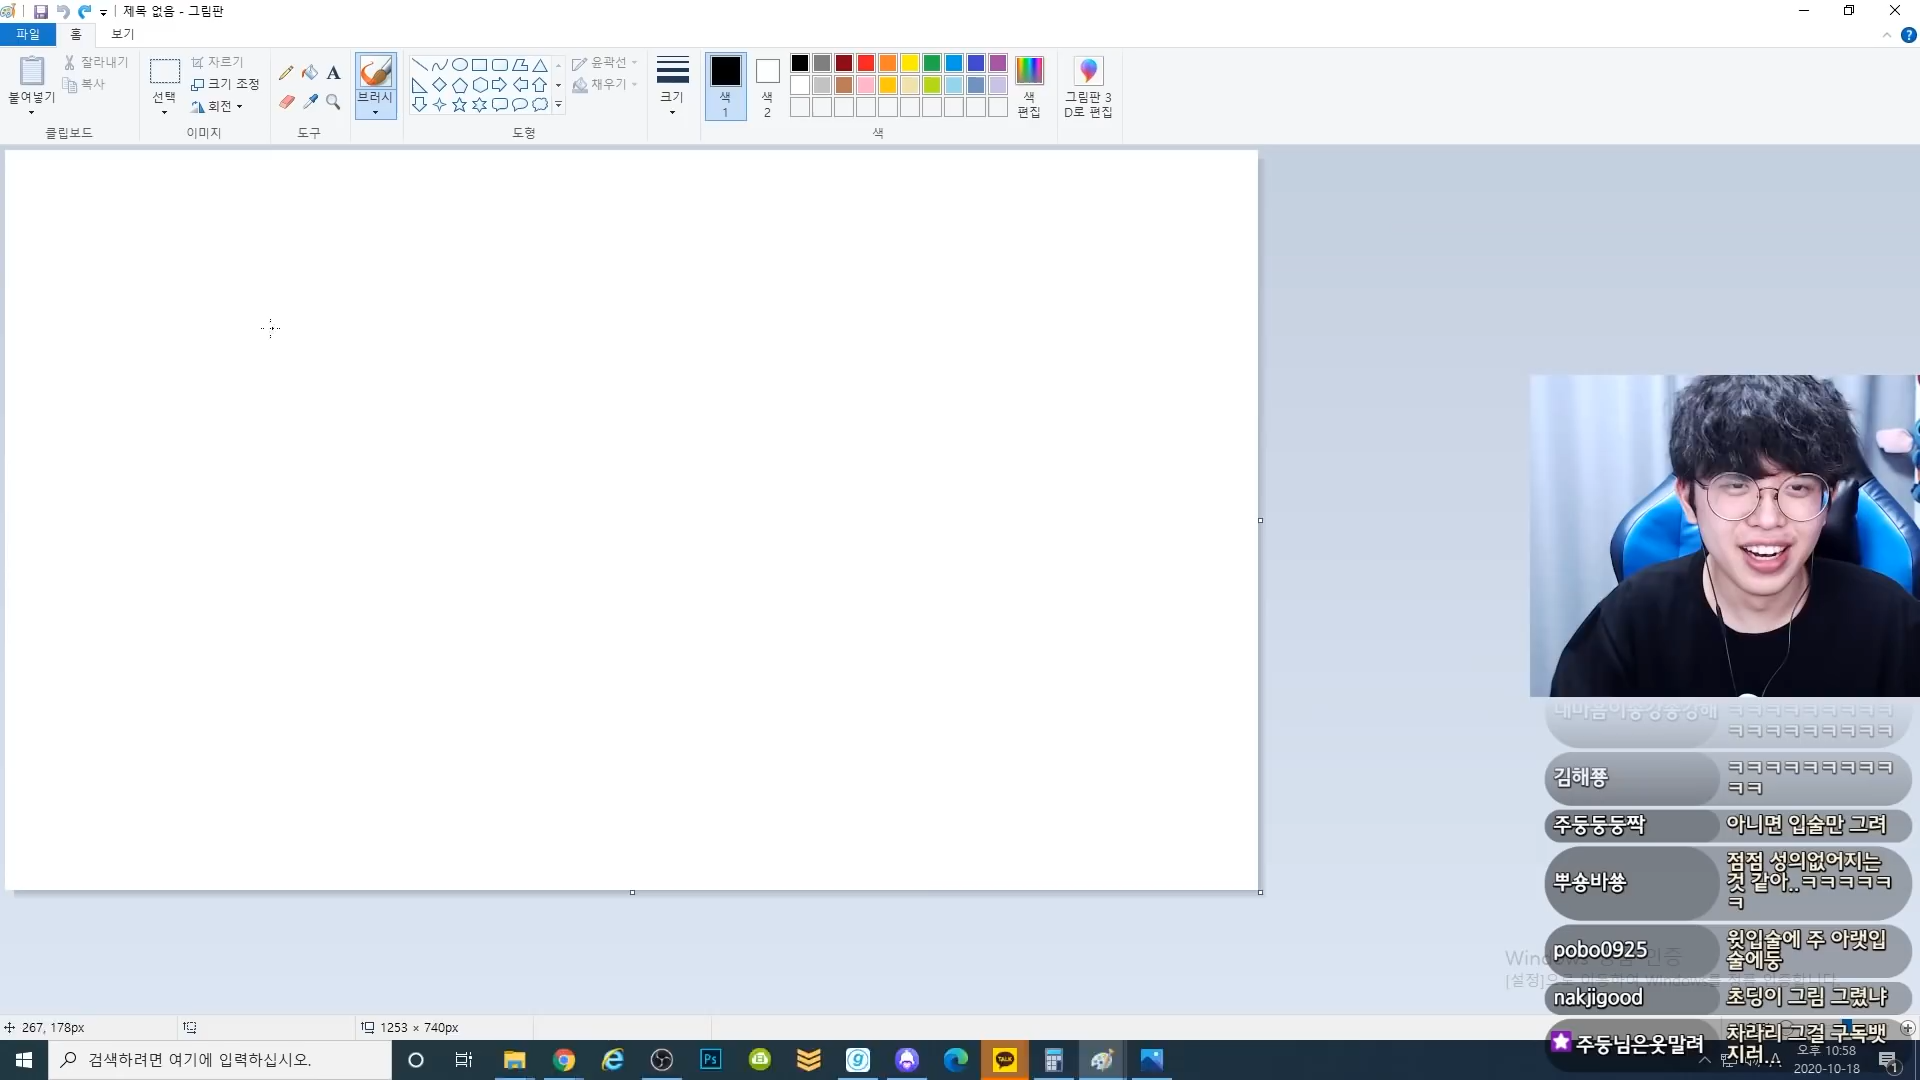 제목 없음 - 그림판
파일
홈
보기
붙여넣기
잘라내기
복사
클립보드
선택
자르기
크기 조정
회전
이미지
A
도구
브러시
윤곽선
채우기
도형
크기
색
1
색
2
색
편집
색
그림판 3
D로 편집
ㅋㅋㅋㅋㅋㅋㅋㅋㅋ
ㅋㅋㅋㅋㅋㅋㅋㅋㅋ
김해퐁 ㅋㅋㅋㅋㅋㅋㅋㅋㅋ
ㅋㅋ
주둥둥둥짝 아니면 입술만 그려
뿌숑바쑝 점점 성의없어지는
것 같아..ㅋㅋㅋㅋㅋ
ㅋ
pobo0925 윗입술에 주 아랫입
술에둥
nakjigood 초딩이 그림 그렸냐
주둥님은옷말려 차라리 그걸 구독뱃
지러..
267, 178px
1253 × 740px
검색하려면 여기에 입력하십시오.
Ps
TALK
A
오후 10:58
2020-10-18
1